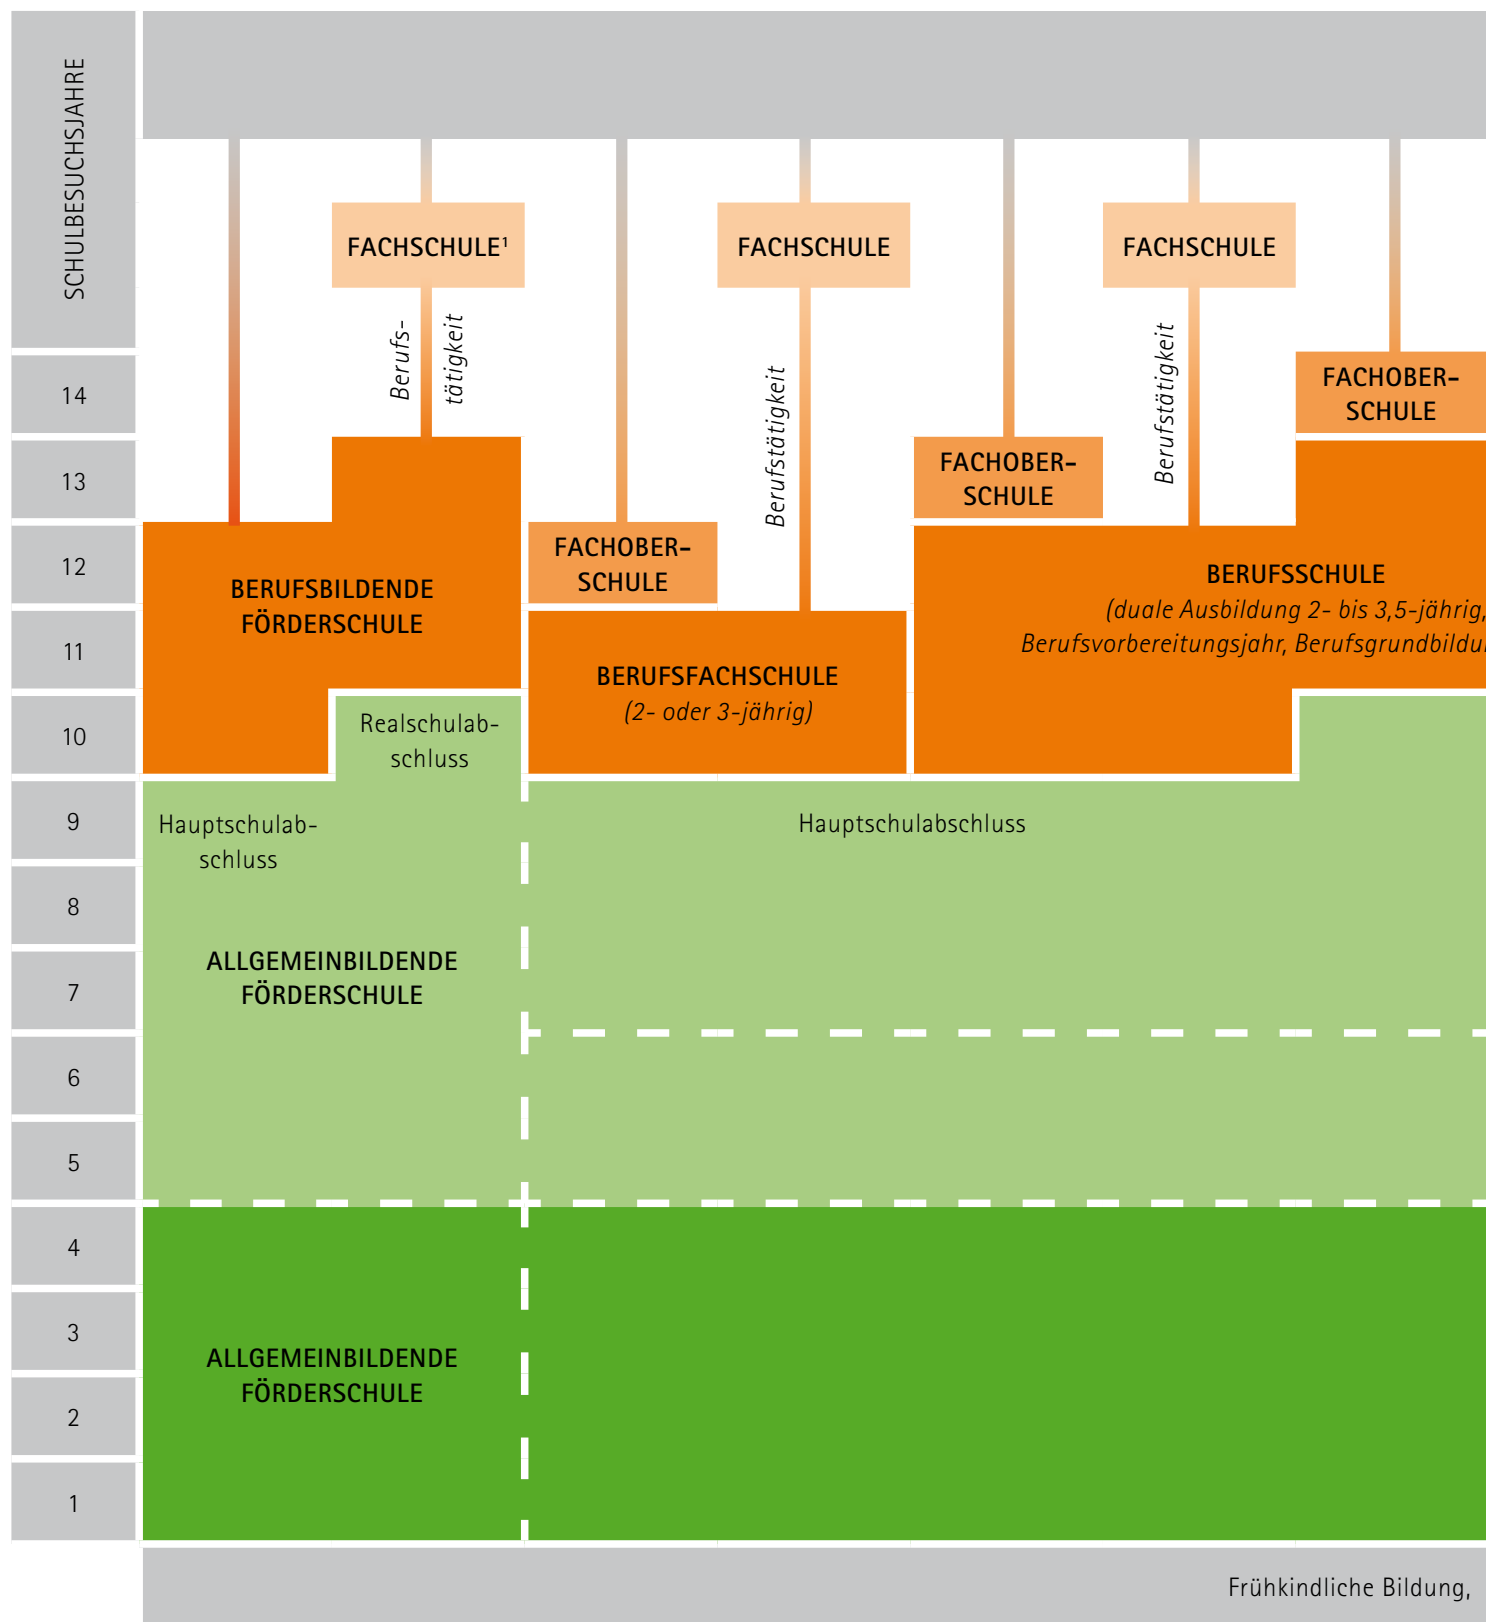 SCHULBESUCHSJAHRE
FACHSCHULE¹
FACHSCHULE
FACHSCHULE
Berufs-
tätigkeit
Berufstätigkeit
Berufstätigkeit
14
FACHOBER-
SCHULE
13
FACHOBER-
SCHULE
12
FACHOBER-
SCHULE
BERUFSBILDENDE
FÖRDERSCHULE
BERUFSSCHULE
(duale Ausbildung 2- bis 3,5-jährig,
Berufsvorbereitungsjahr, Berufsgrundbildu
11
BERUFSFACHSCHULE
(2- oder 3-jährig)
10
Realschulab-
schluss
9
Hauptschulab-
schluss
Hauptschulabschluss
8
7
ALLGEMEINBILDENDE
FÖRDERSCHULE
6
5
4
3
ALLGEMEINBILDENDE
FÖRDERSCHULE
2
1
Frühkindliche Bildung,